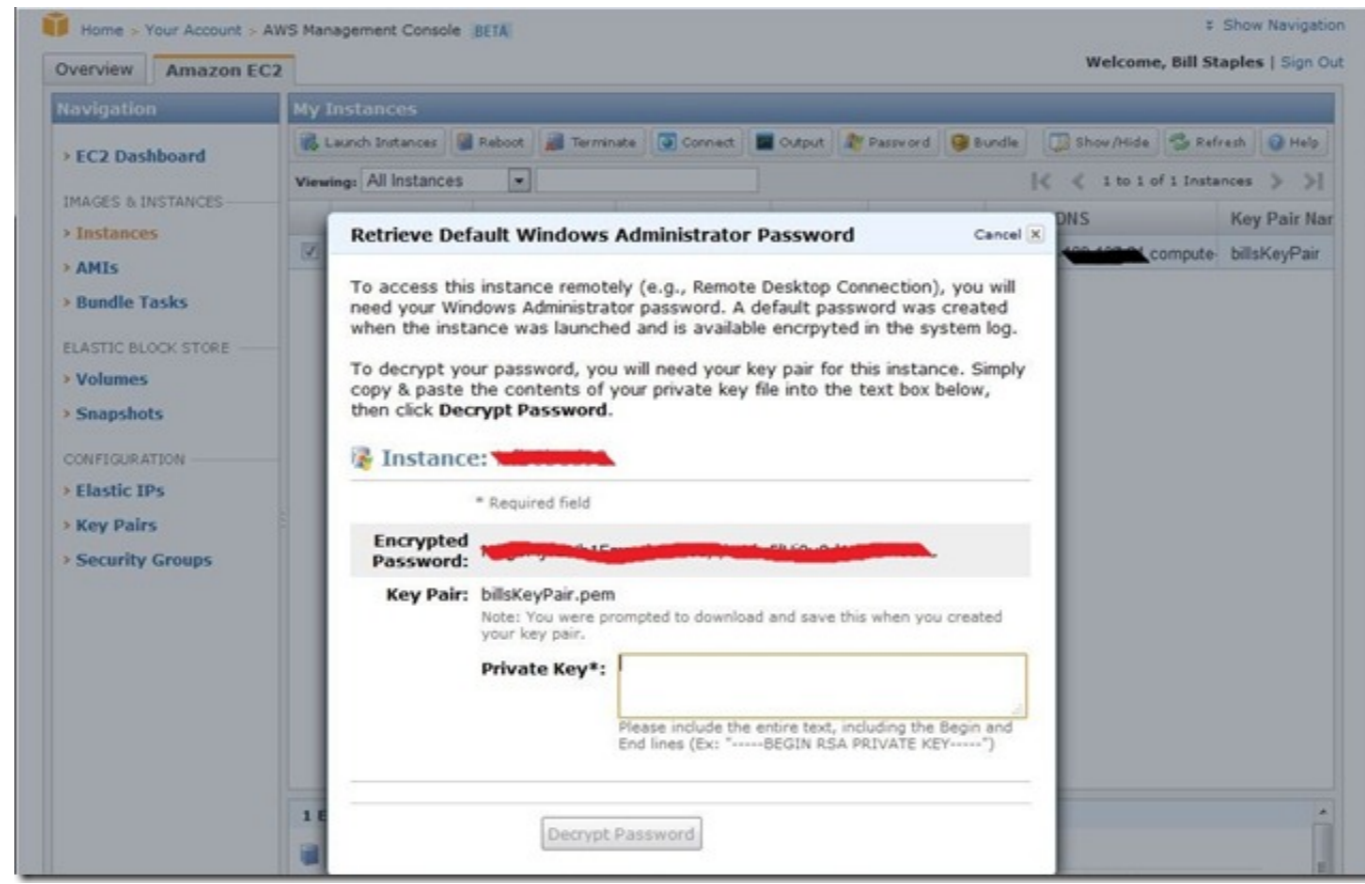 Home > Your Account > AWS Management Console BETA
Show Navigation
Overview
Amazon EC2
Welcome, Bill Staples | Sign Out
Navigation
> EC2 Dashboard
IMAGES & INSTANCES
> Instances
> AMIs
> Bundle Tasks
ELASTIC BLOCK STORE
> Volumes
> Snapshots
CONFIGURATION
> Elastic IPs
> Key Pairs
> Security Groups
My Instances
Launch Instances Reboot Terminate Connect Output Password Bundle Show/Hide Refresh Help
Viewing: All Instances
1 to 1 of 1 Instances
DNS Key Pair Nar
compute- billsKeyPair
Retrieve Default Windows Administrator Password
Cancel
To access this instance remotely (e.g., Remote Desktop Connection), you will
need your Windows Administrator password. A default password was created
when the instance was launched and is available encrpyted in the system log.
To decrypt your password, you will need your key pair for this instance. Simply
copy & paste the contents of your private key file into the text box below,
then click Decrypt Password.
Instance:
* Required field
Encrypted
Password:
Key Pair: billsKeyPair.pem
Note: You were prompted to download and save this when you created
your key pair.
Private Key*:
Please include the entire text, including the Begin and
End lines (Ex: "-----BEGIN RSA PRIVATE KEY-----")
Decrypt Password
1 E